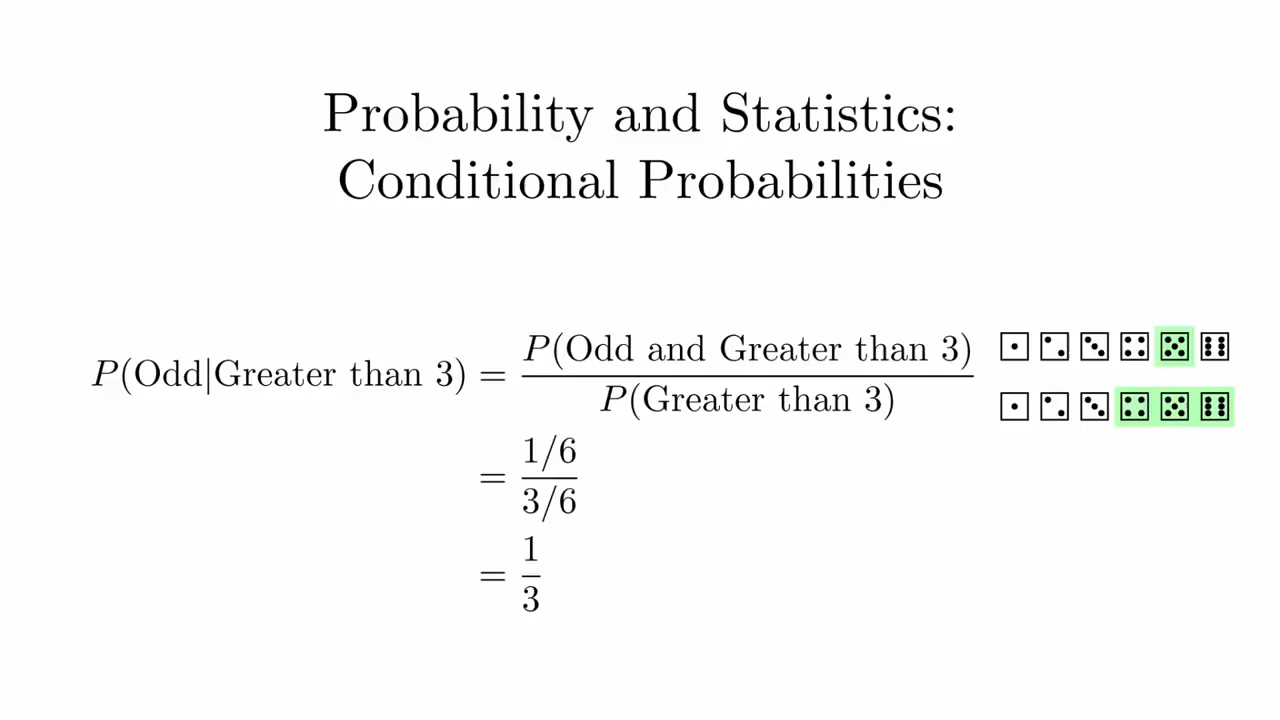 Probability and Statistics:
Conditional Probabilities
P(Odd|Greater than 3) = P(Odd and Greater than 3) / P(Greater than 3)
= 1/6 / 3/6
= 1/3